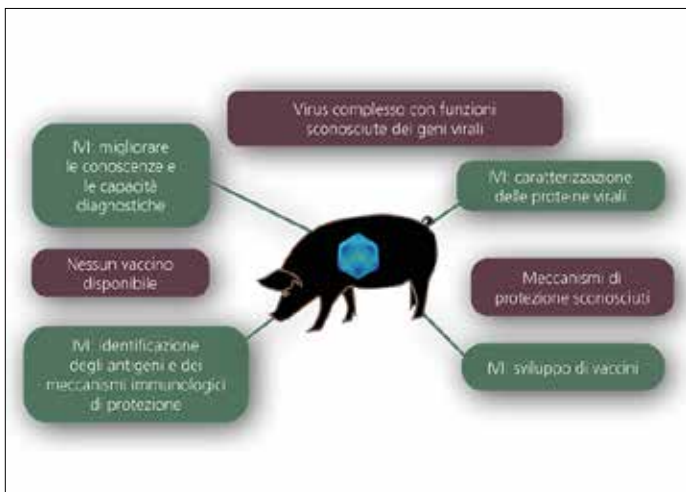 Virus complesso con funzioni
sconosciute dei geni virali
IVI: migliorare
le conoscenze e
le capacità
diagnostiche
IVI: caratterizzazione
delle proteine virali
Nessun vaccino
disponibile
Meccanismi di
protezione sconosciuti
IVI: identificazione
degli antigeni e dei
meccanismi immunologici
di protezione
IVI: sviluppo di vaccini